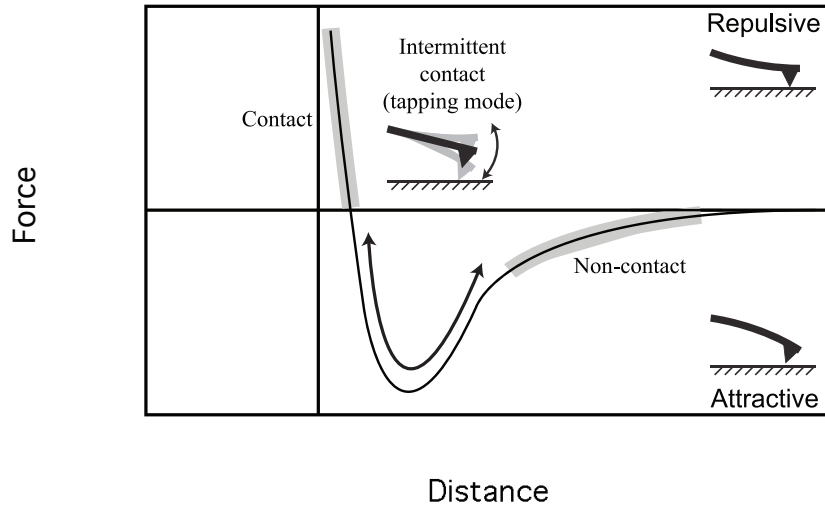 Repulsive
Intermittent
contact
(tapping mode)
Contact
Force
Non-contact
Attractive
Distance